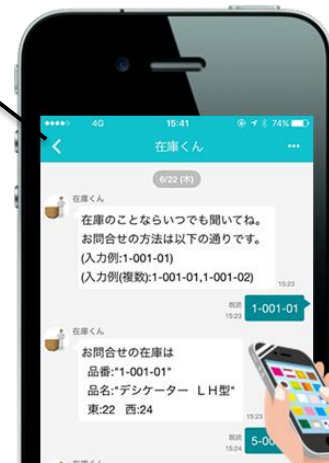 4G 15:41 74%
在庫くん
6/22 (木)
在庫くん
在庫のことならいつでも聞いてね。
お問合せの方法は以下の通りです。
(入力例:1-001-01)
(入力例(複数):1-001-01,1-001-02)
15:23
既読
15:23
1-001-01
在庫くん
お問合せの在庫は
品番:"1-001-01"
品名:"デシケーター LH型"
東:22 西:24
15:23
既読
15:24
5-00
在庫くん